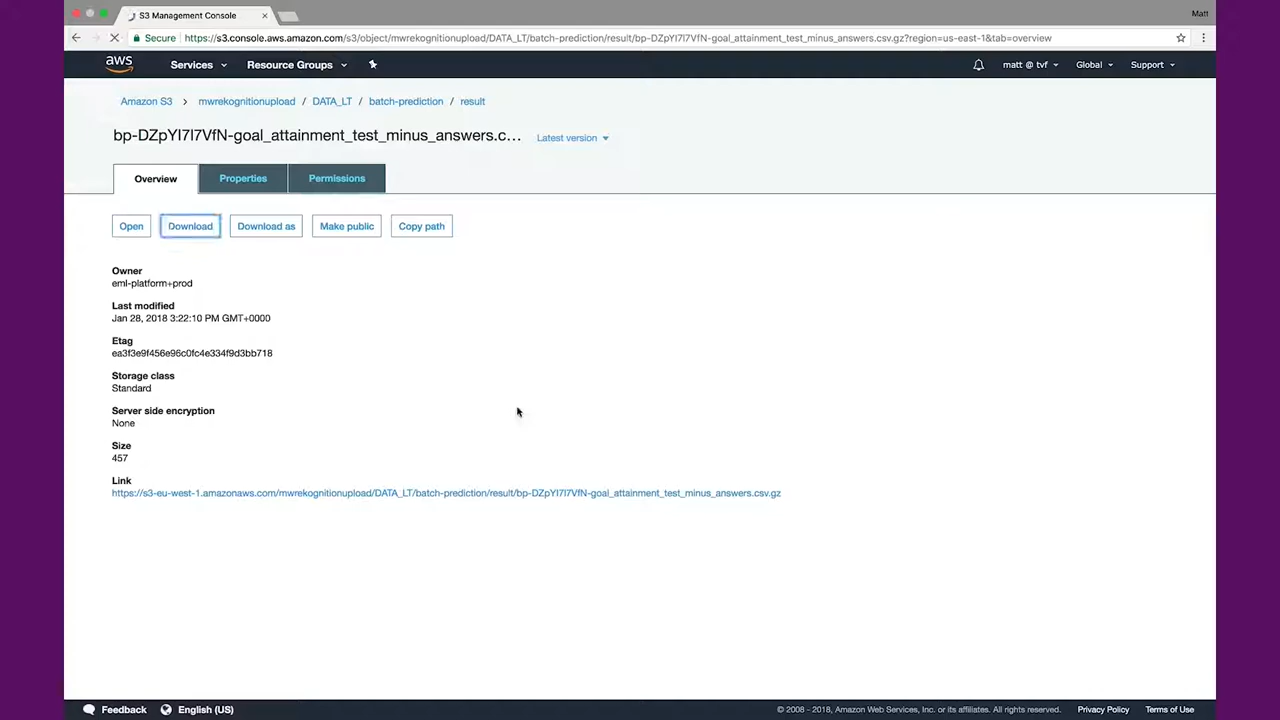 S3 Management Console
Matt
Secure https://s3.console.aws.amazon.com/s3/object/mwrekognitionupload/DATA_LT/batch-prediction/result/bp-DZpYI7l7VfN-goal_attainment_test_minus_answers.csv.gz?region=us-east-1&tab=overview
aws Services Resource Groups matt @ tvf Global Support
Amazon S3 > mwrekognitionupload / DATA_LT / batch-prediction / result
bp-DZpYI7l7VfN-goal_attainment_test_minus_answers.c... Latest version
Overview Properties Permissions
Open Download Download as Make public Copy path
Owner
eml-platform+prod
Last modified
Jan 28, 2018 3:22:10 PM GMT+0000
Etag
ea3f3e9f456e96c0fc4e334f9d3bb718
Storage class
Standard
Server side encryption
None
Size
457
Link
https://s3-eu-west-1.amazonaws.com/mwrekognitionupload/DATA_LT/batch-prediction/result/bp-DZpYI7l7VfN-goal_attainment_test_minus_answers.csv.gz
Feedback English (US) © 2008 - 2018, Amazon Web Services, Inc. or its affiliates. All rights reserved. Privacy Policy Terms of Use